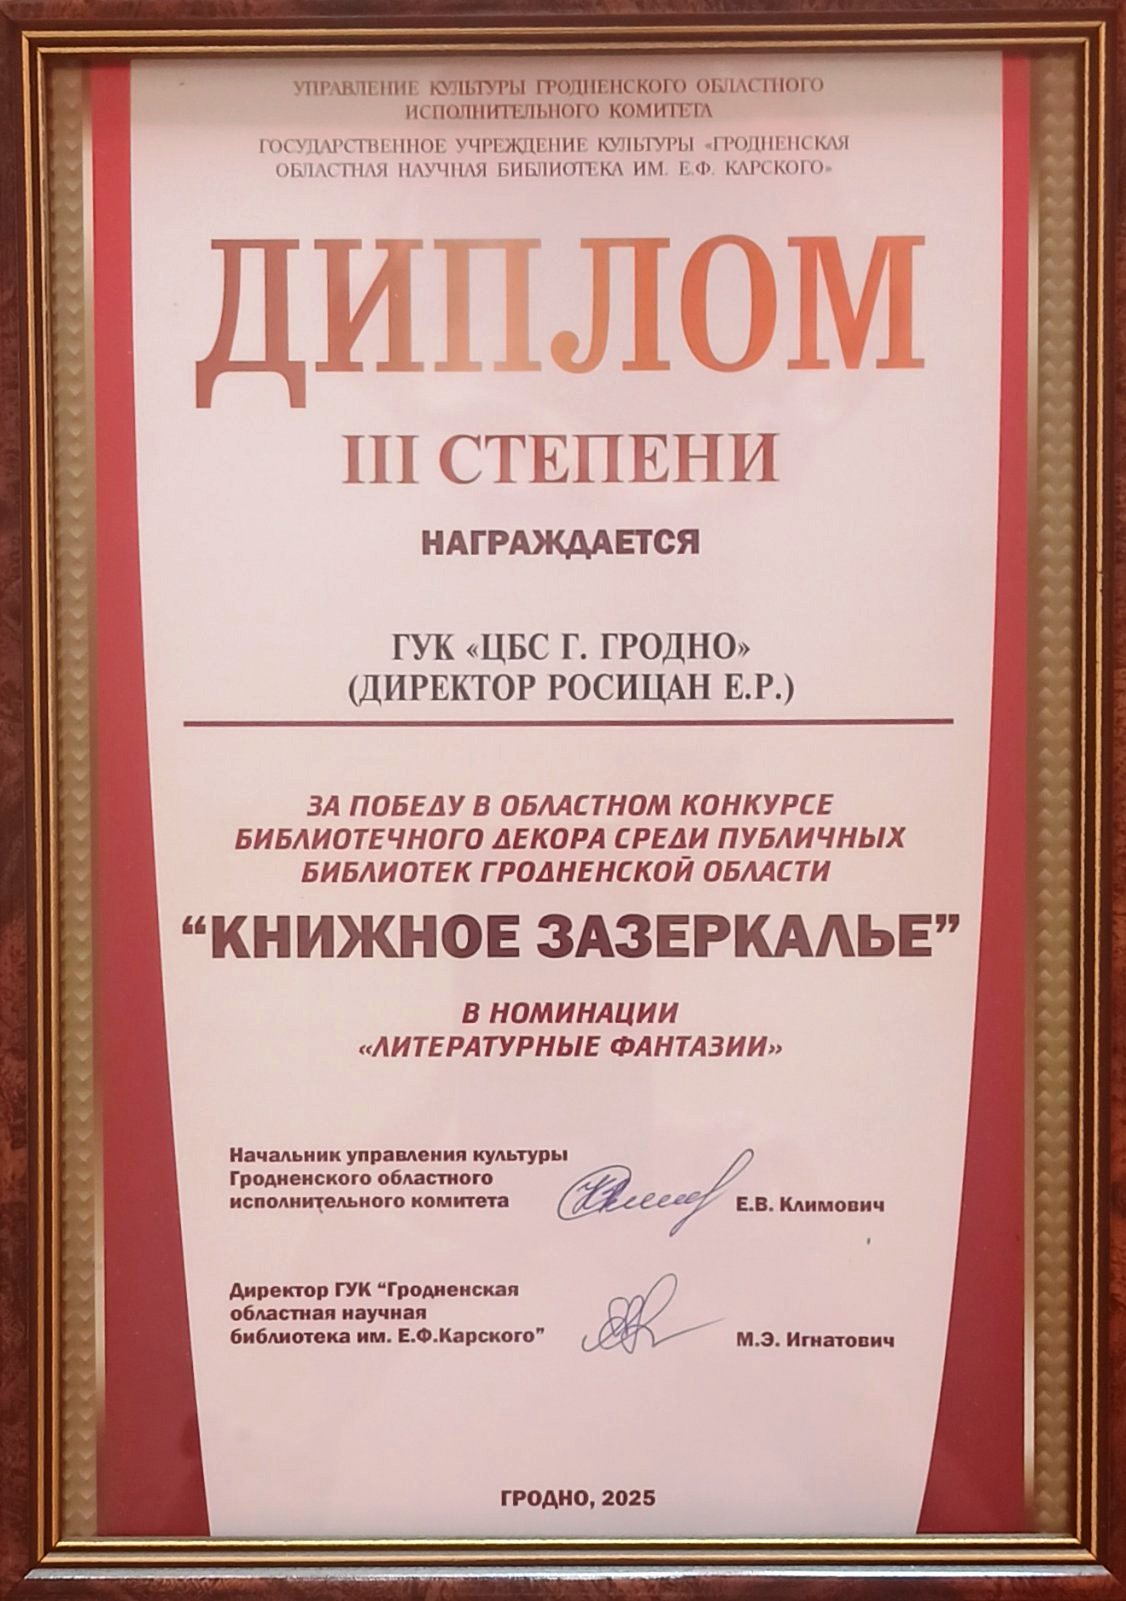 УПРАВЛЕНИЕ КУЛЬТУРЫ ГРОДНЕНСКОГО ОБЛАСТНОГО
ИСПОЛНИТЕЛЬНОГО КОМИТЕТА
ГОСУДАРСТВЕННОЕ УЧРЕЖДЕНИЕ КУЛЬТУРЫ «ГРОДНЕНСКАЯ
ОБЛАСТНАЯ НАУЧНАЯ БИБЛИОТЕКА ИМ. Е.Ф. КАРСКОГО»
ДИПЛОМ
III СТЕПЕНИ
НАГРАЖДАЕТСЯ
ГУК «ЦБС Г. ГРОДНО»
(ДИРЕКТОР РОСИЦАН Е.Р.)
ЗА ПОБЕДУ В ОБЛАСТНОМ КОНКУРСЕ
БИБЛИОТЕЧНОГО ДЕКОРА СРЕДИ ПУБЛИЧНЫХ
БИБЛИОТЕК ГРОДНЕНСКОЙ ОБЛАСТИ
“КНИЖНОЕ ЗАЗЕРКАЛЬЕ”
В НОМИНАЦИИ
«ЛИТЕРАТУРНЫЕ ФАНТАЗИИ»
Начальник управления культуры
Гродненского областного
исполнительного комитета Е.В. Климович
Директор ГУК “Гродненская
областная научная
библиотека им. Е.Ф.Карского” М.Э. Игнатович
ГРОДНО, 2025